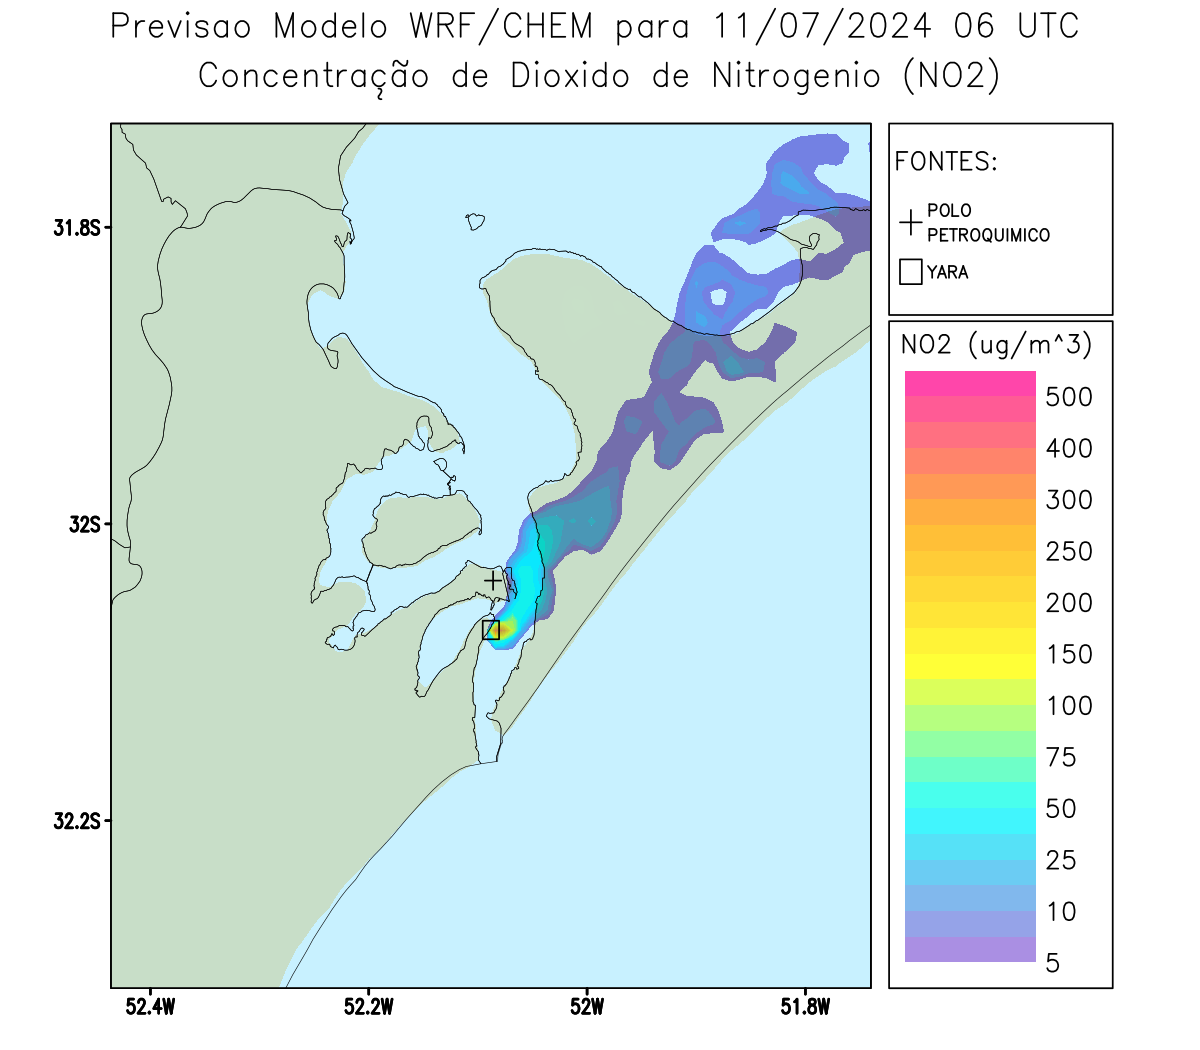 Previsao Modelo WRF/CHEM para 11/07/2024 06 UTC
Concentração de Dioxido de Nitrogenio (NO2)
FONTES:
POLO
PETROQUIMICO
YARA
NO2 (ug/m^3)
500
400
300
250
200
150
100
75
50
25
10
5
31.8S
32S
32.2S
52.4W
52.2W
52W
51.8W